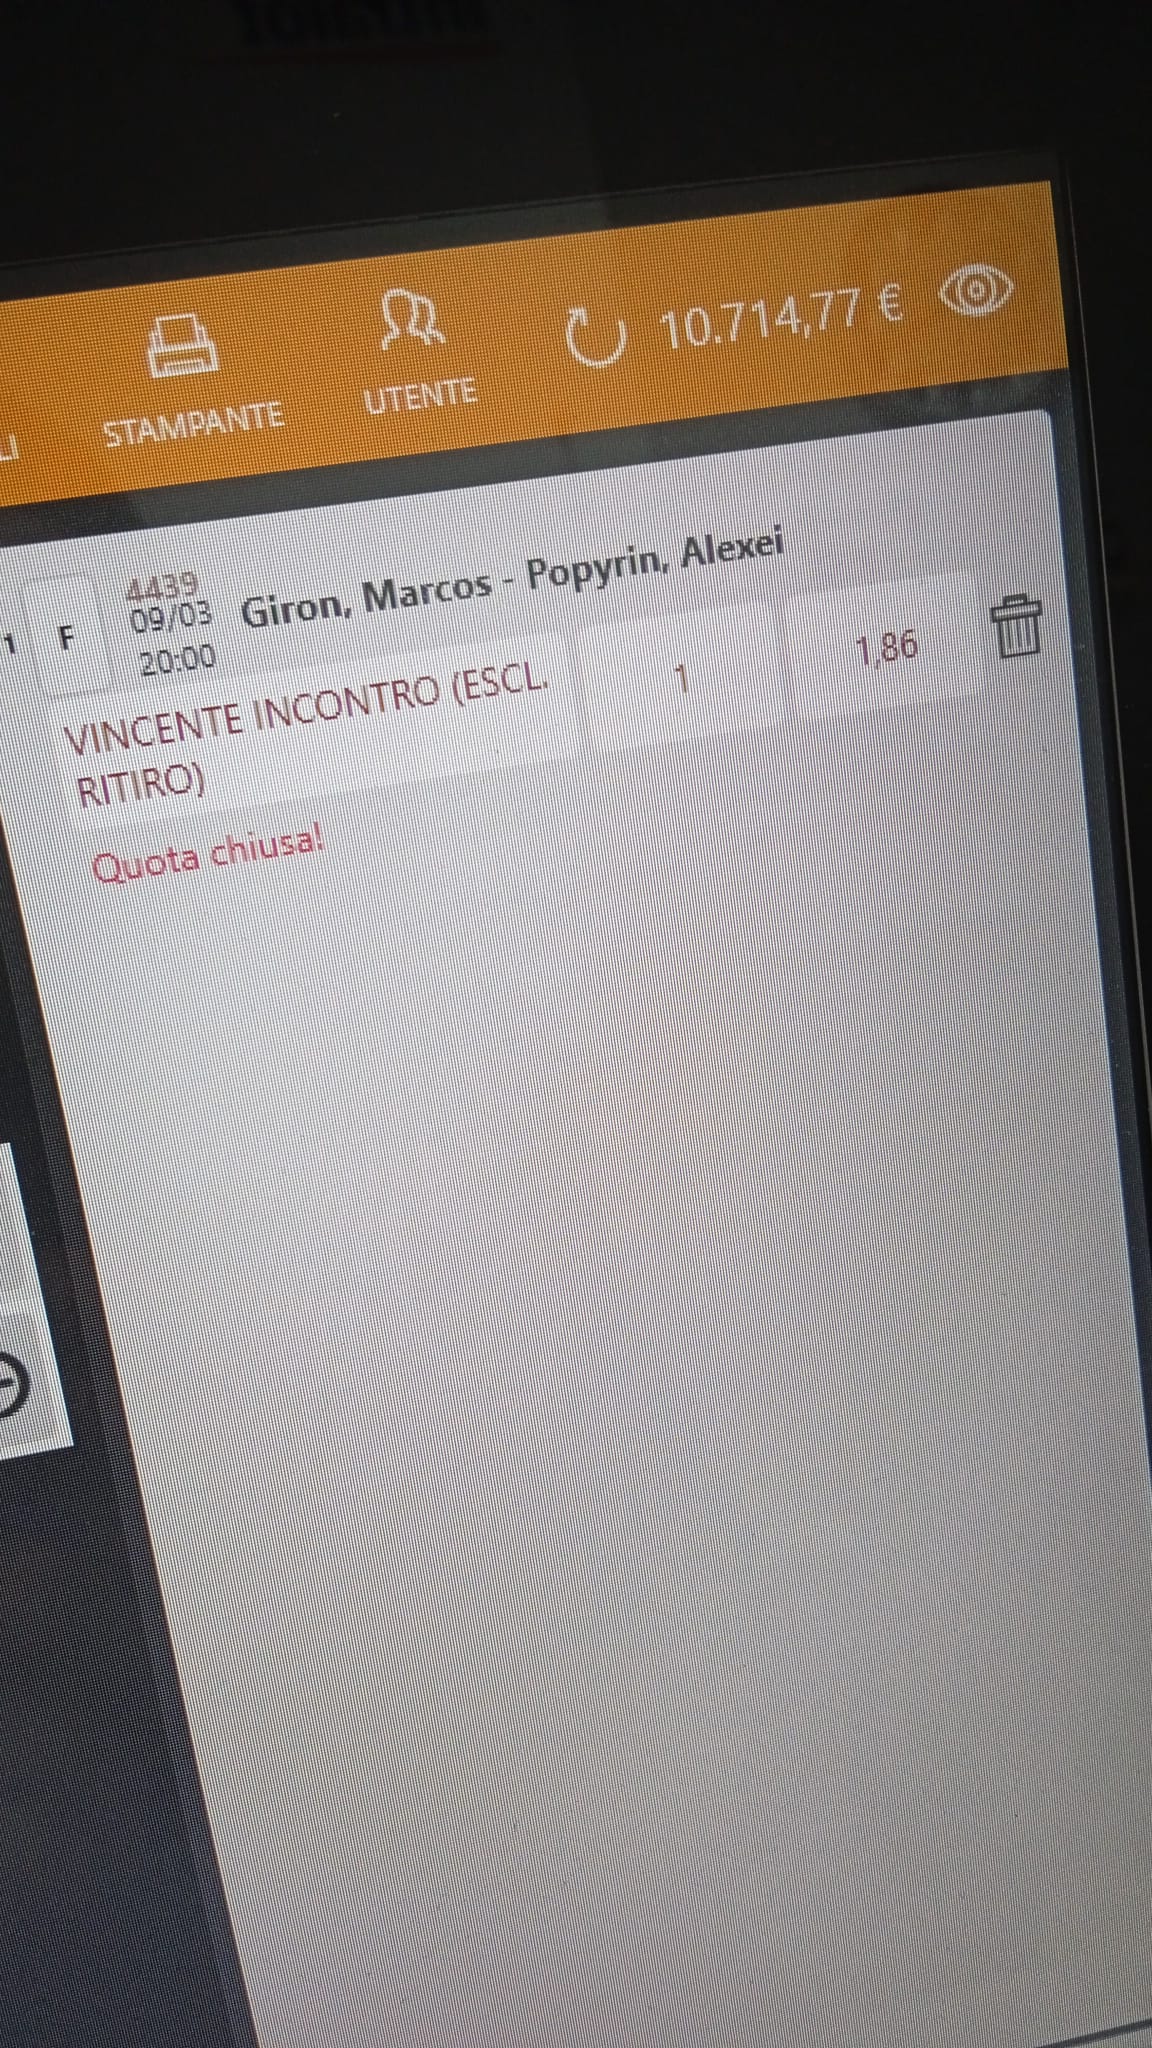 STAMPANTE
UTENTE
10.714,77 €
1
F
4439
09/03
20:00
Giron, Marcos - Popyrin, Alexei
VINCENTE INCONTRO (ESCL.
RITIRO)
1
1,86
Quota chiusa!